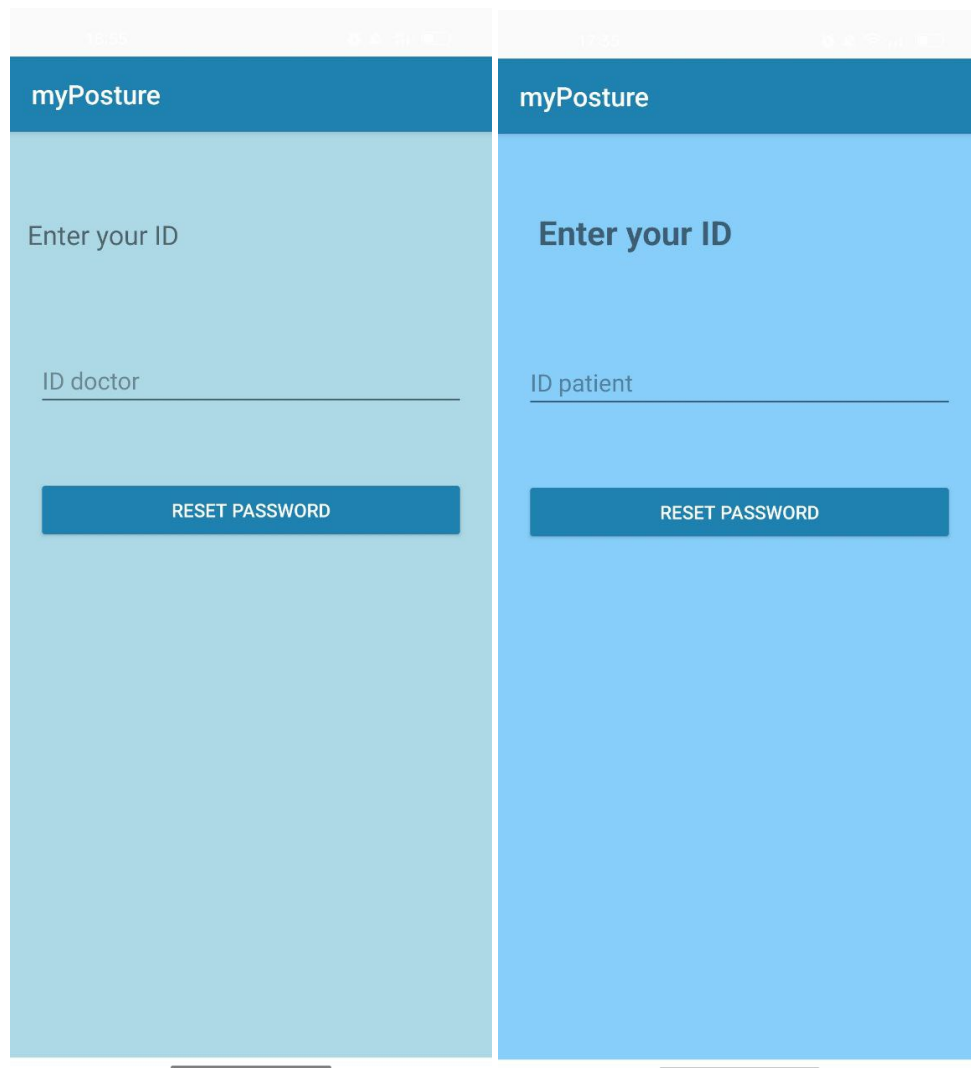 myPosture
Enter your ID
ID doctor
RESET PASSWORD
myPosture
Enter your ID
ID patient
RESET PASSWORD